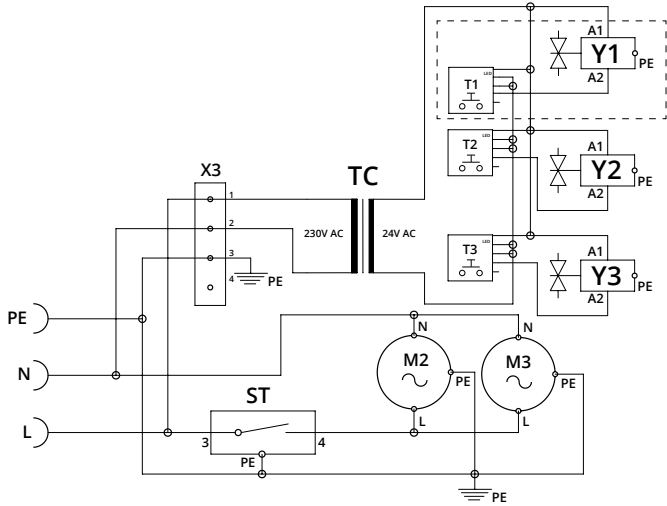 A1
Y1
PE
A2
LED
T1
A1
LED
T2
Y2
PE
A2
X3
TC
1
2
3
4
230V AC
24V AC
PE
A1
LED
T3
Y3
PE
A2
PE
N
N
M2
M3
N
PE
PE
ST
L
L
L
3
4
PE
PE